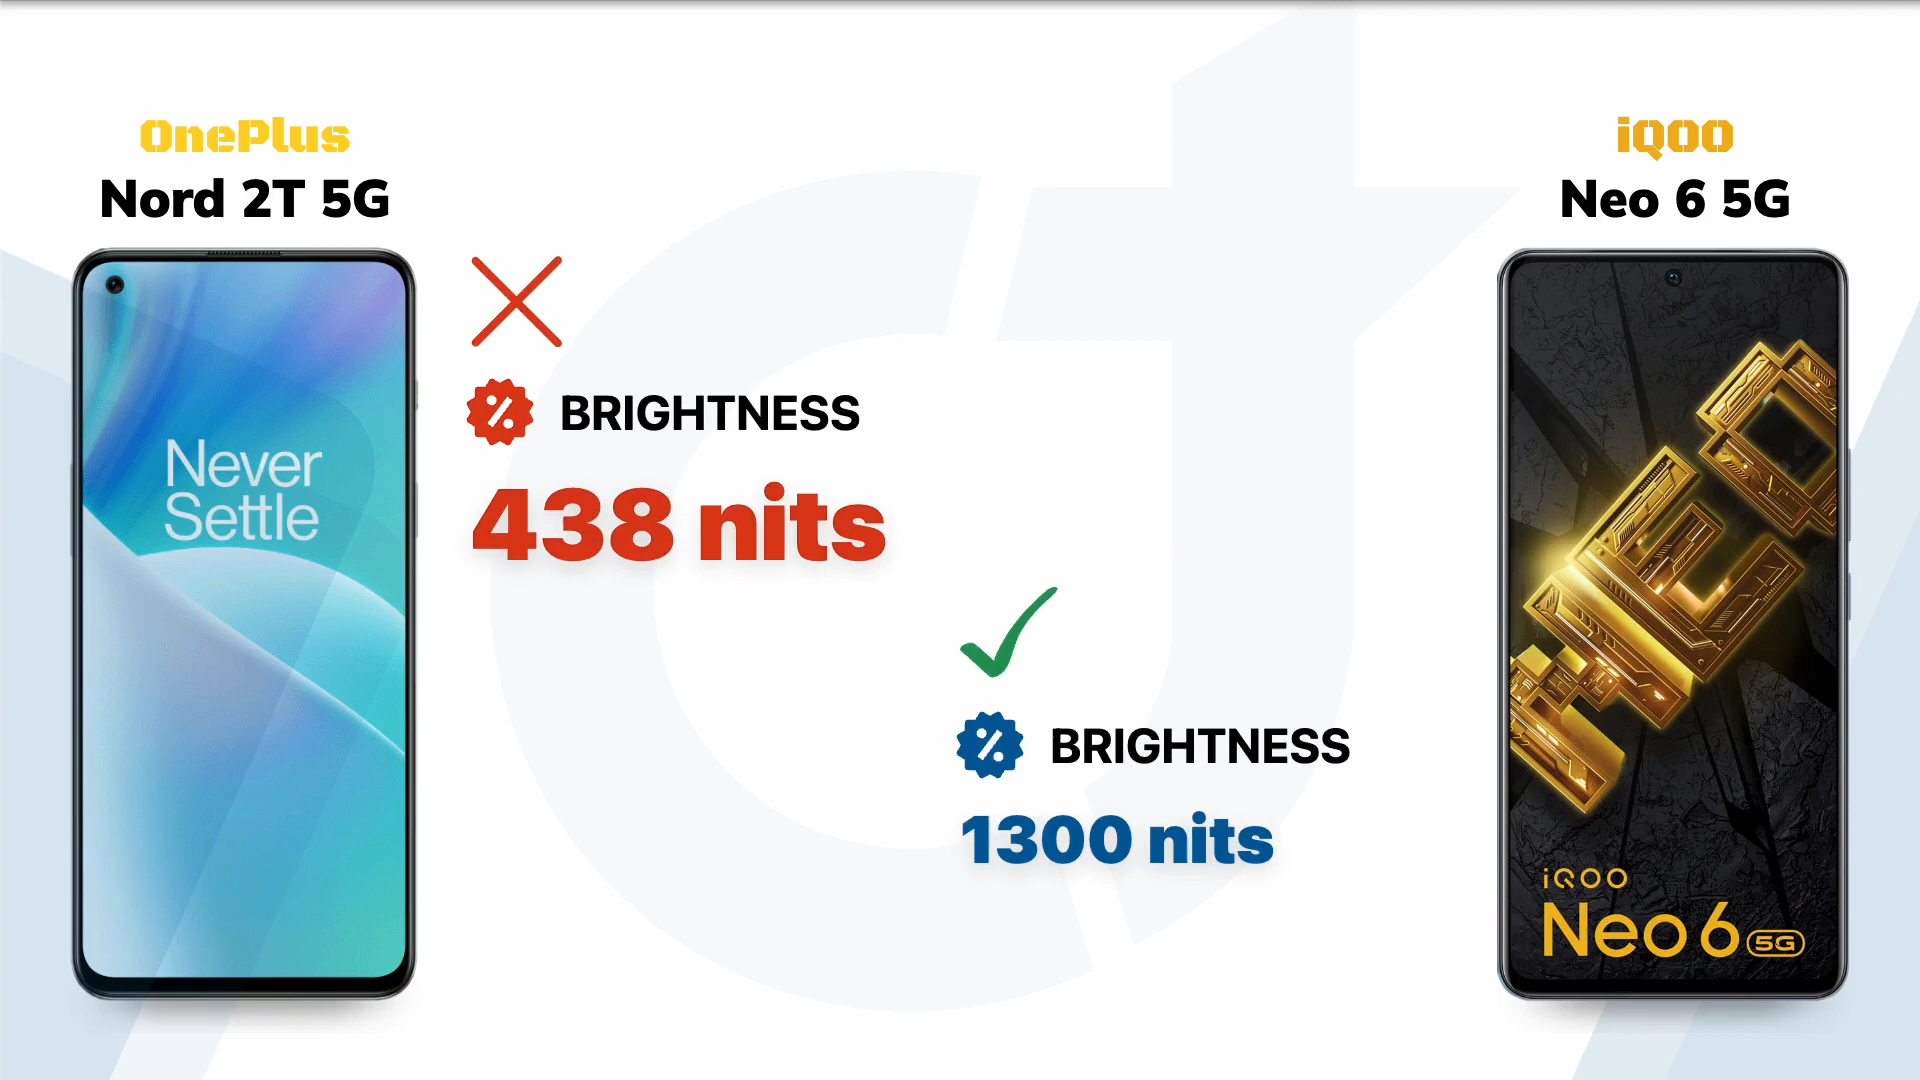 OnePlus
Nord 2T 5G
Never
Settle
BRIGHTNESS
438 nits
BRIGHTNESS
1300 nits
iQOO
Neo 6 5G
NEO
iQOO
Neo 6 5G